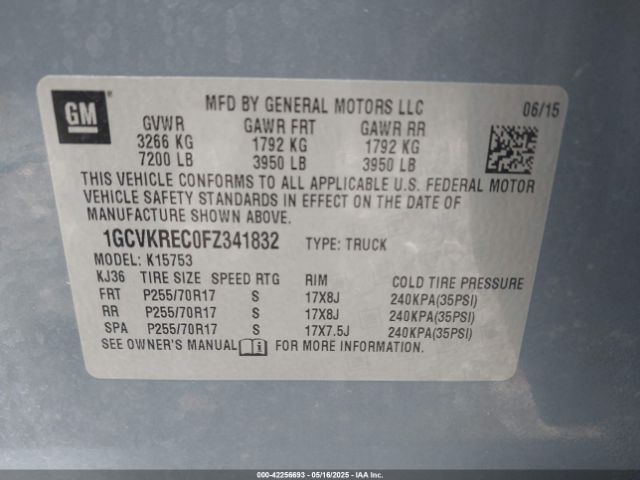 GM
MFD BY GENERAL MOTORS LLC 06/15
GVWR GAWR FRT GAWR RR
3266 KG 1792 KG 1792 KG
7200 LB 3950 LB 3950 LB
THIS VEHICLE CONFORMS TO ALL APPLICABLE U.S. FEDERAL MOTOR
VEHICLE SAFETY STANDARDS IN EFFECT ON THE DATE OF
MANUFACTURE SHOWN ABOVE.
1GCVKREC0FZ341832 TYPE: TRUCK
MODEL: K15753
KJ36 TIRE SIZE SPEED RTG RIM COLD TIRE PRESSURE
FRT P255/70R17 S 17X8J 240KPA(35PSI)
RR P255/70R17 S 17X8J 240KPA(35PSI)
SPA P255/70R17 S 17X7.5J 240KPA(35PSI)
SEE OWNER'S MANUAL FOR MORE INFORMATION.
000-42256693 - 05/16/2025 - IAAI.COM